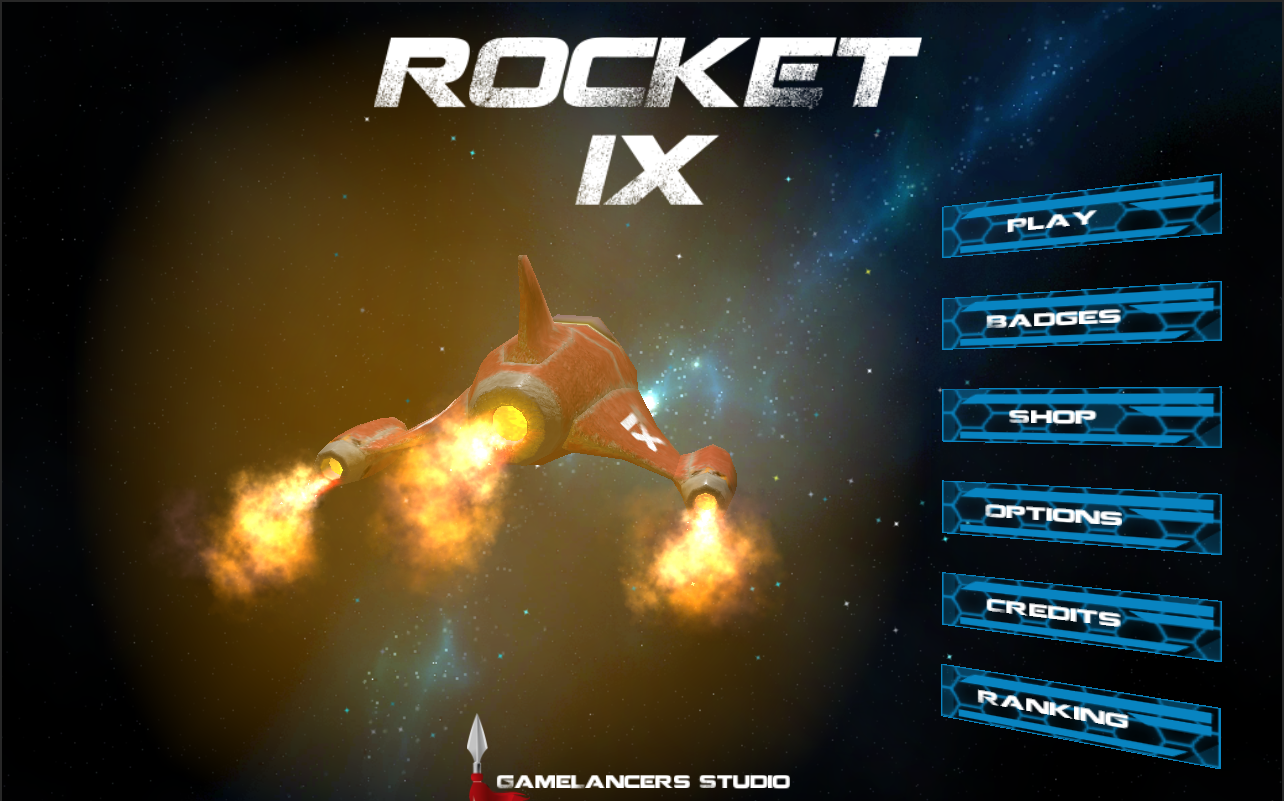 ROCKET
IX
PLAY
BADGES
SHOP
IX
OPTIONS
CREDITS
RANKING
GAMELANCERS STUDIO